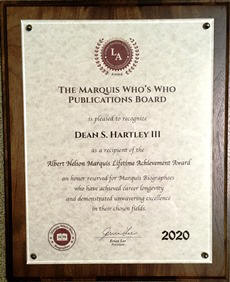 LA
THE MARQUIS WHO'S WHO
PUBLICATIONS BOARD
is pleased to recognize
DEAN S. HARTLEY III
as a recipient of the
Albert Nelson Marquis Lifetime Achievement Award
an honor reserved for Marquis Biographees
who have achieved career longevity
and demonstrated unwavering excellence
in their chosen fields.
2020